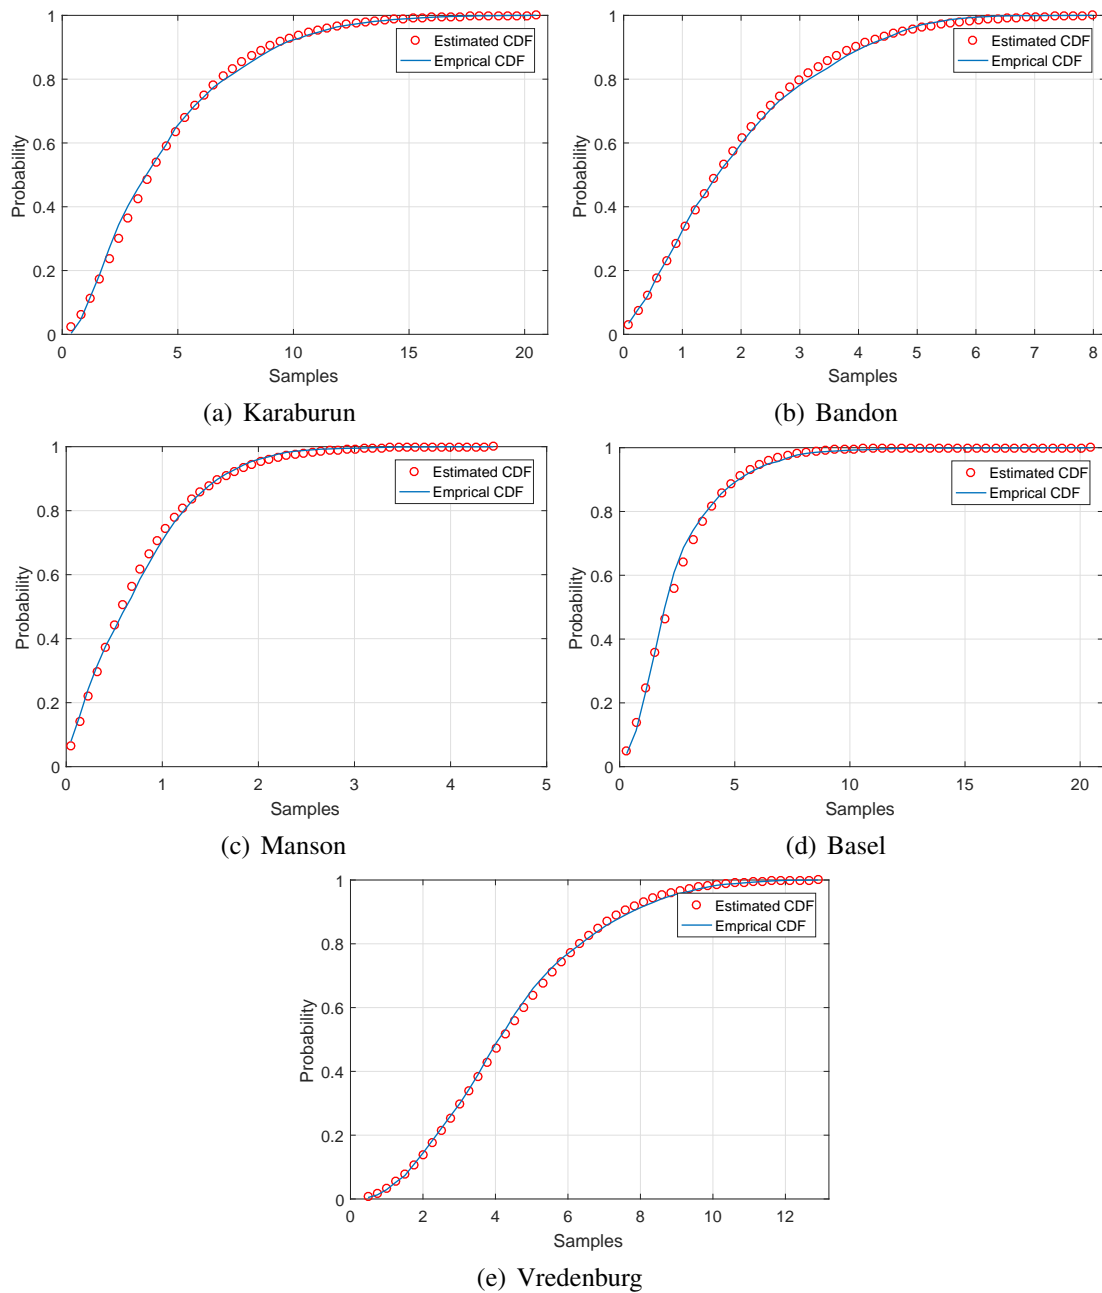 1
0.8
0.6
0.4
0.2
0
Probability
0 5 10 15 20
Samples
Estimated CDF
Emprical CDF
(a) Karaburun
1
0.8
0.6
0.4
0.2
0
Probability
0 1 2 3 4 5 6 7 8
Samples
Estimated CDF
Emprical CDF
(b) Bandon
1
0.8
0.6
0.4
0.2
0
Probability
0 1 2 3 4 5
Samples
Estimated CDF
Emprical CDF
(c) Manson
1
0.8
0.6
0.4
0.2
0
Probability
0 5 10 15 20
Samples
Estimated CDF
Emprical CDF
(d) Basel
1
0.8
0.6
0.4
0.2
0
Probability
0 2 4 6 8 10 12
Samples
Estimated CDF
Emprical CDF
(e) Vredenburg